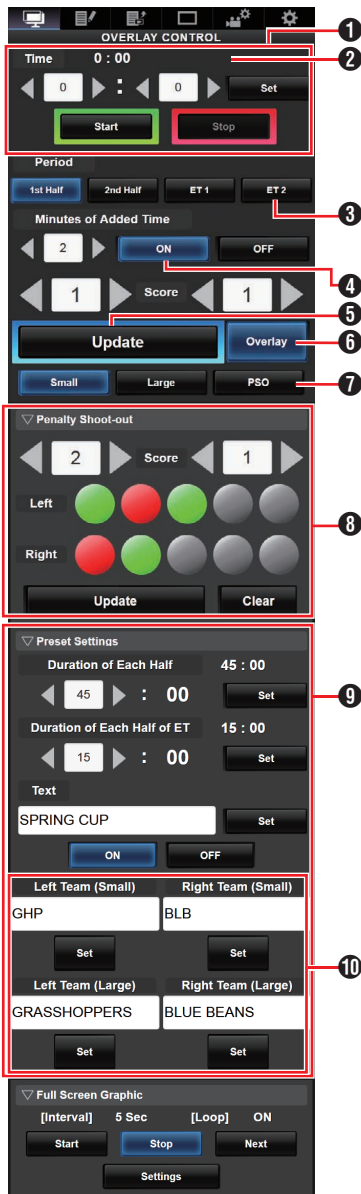 OVERLAY CONTROL
1
Time 0 : 00
2
0 : 0 Set
Start Stop
Period
1st Half 2nd Half ET 1 ET 2
3
Minutes of Added Time
2 ON OFF
4
1 Score 1
5
Update Overlay
6
Small Large PSO
7
▽ Penalty Shoot-out
2 Score 1
Left
8
Right
Update Clear
▽ Preset Settings
9
Duration of Each Half 45 : 00
45 : 00 Set
Duration of Each Half of ET 15 : 00
15 : 00 Set
Text
SPRING CUP Set
ON OFF
Left Team (Small) Right Team (Small)
GHP BLB
Set Set
10
Left Team (Large) Right Team (Large)
GRASSHOPPERS BLUE BEANS
Set Set
▽ Full Screen Graphic
[Interval] 5 Sec [Loop] ON
Start Stop Next
Settings